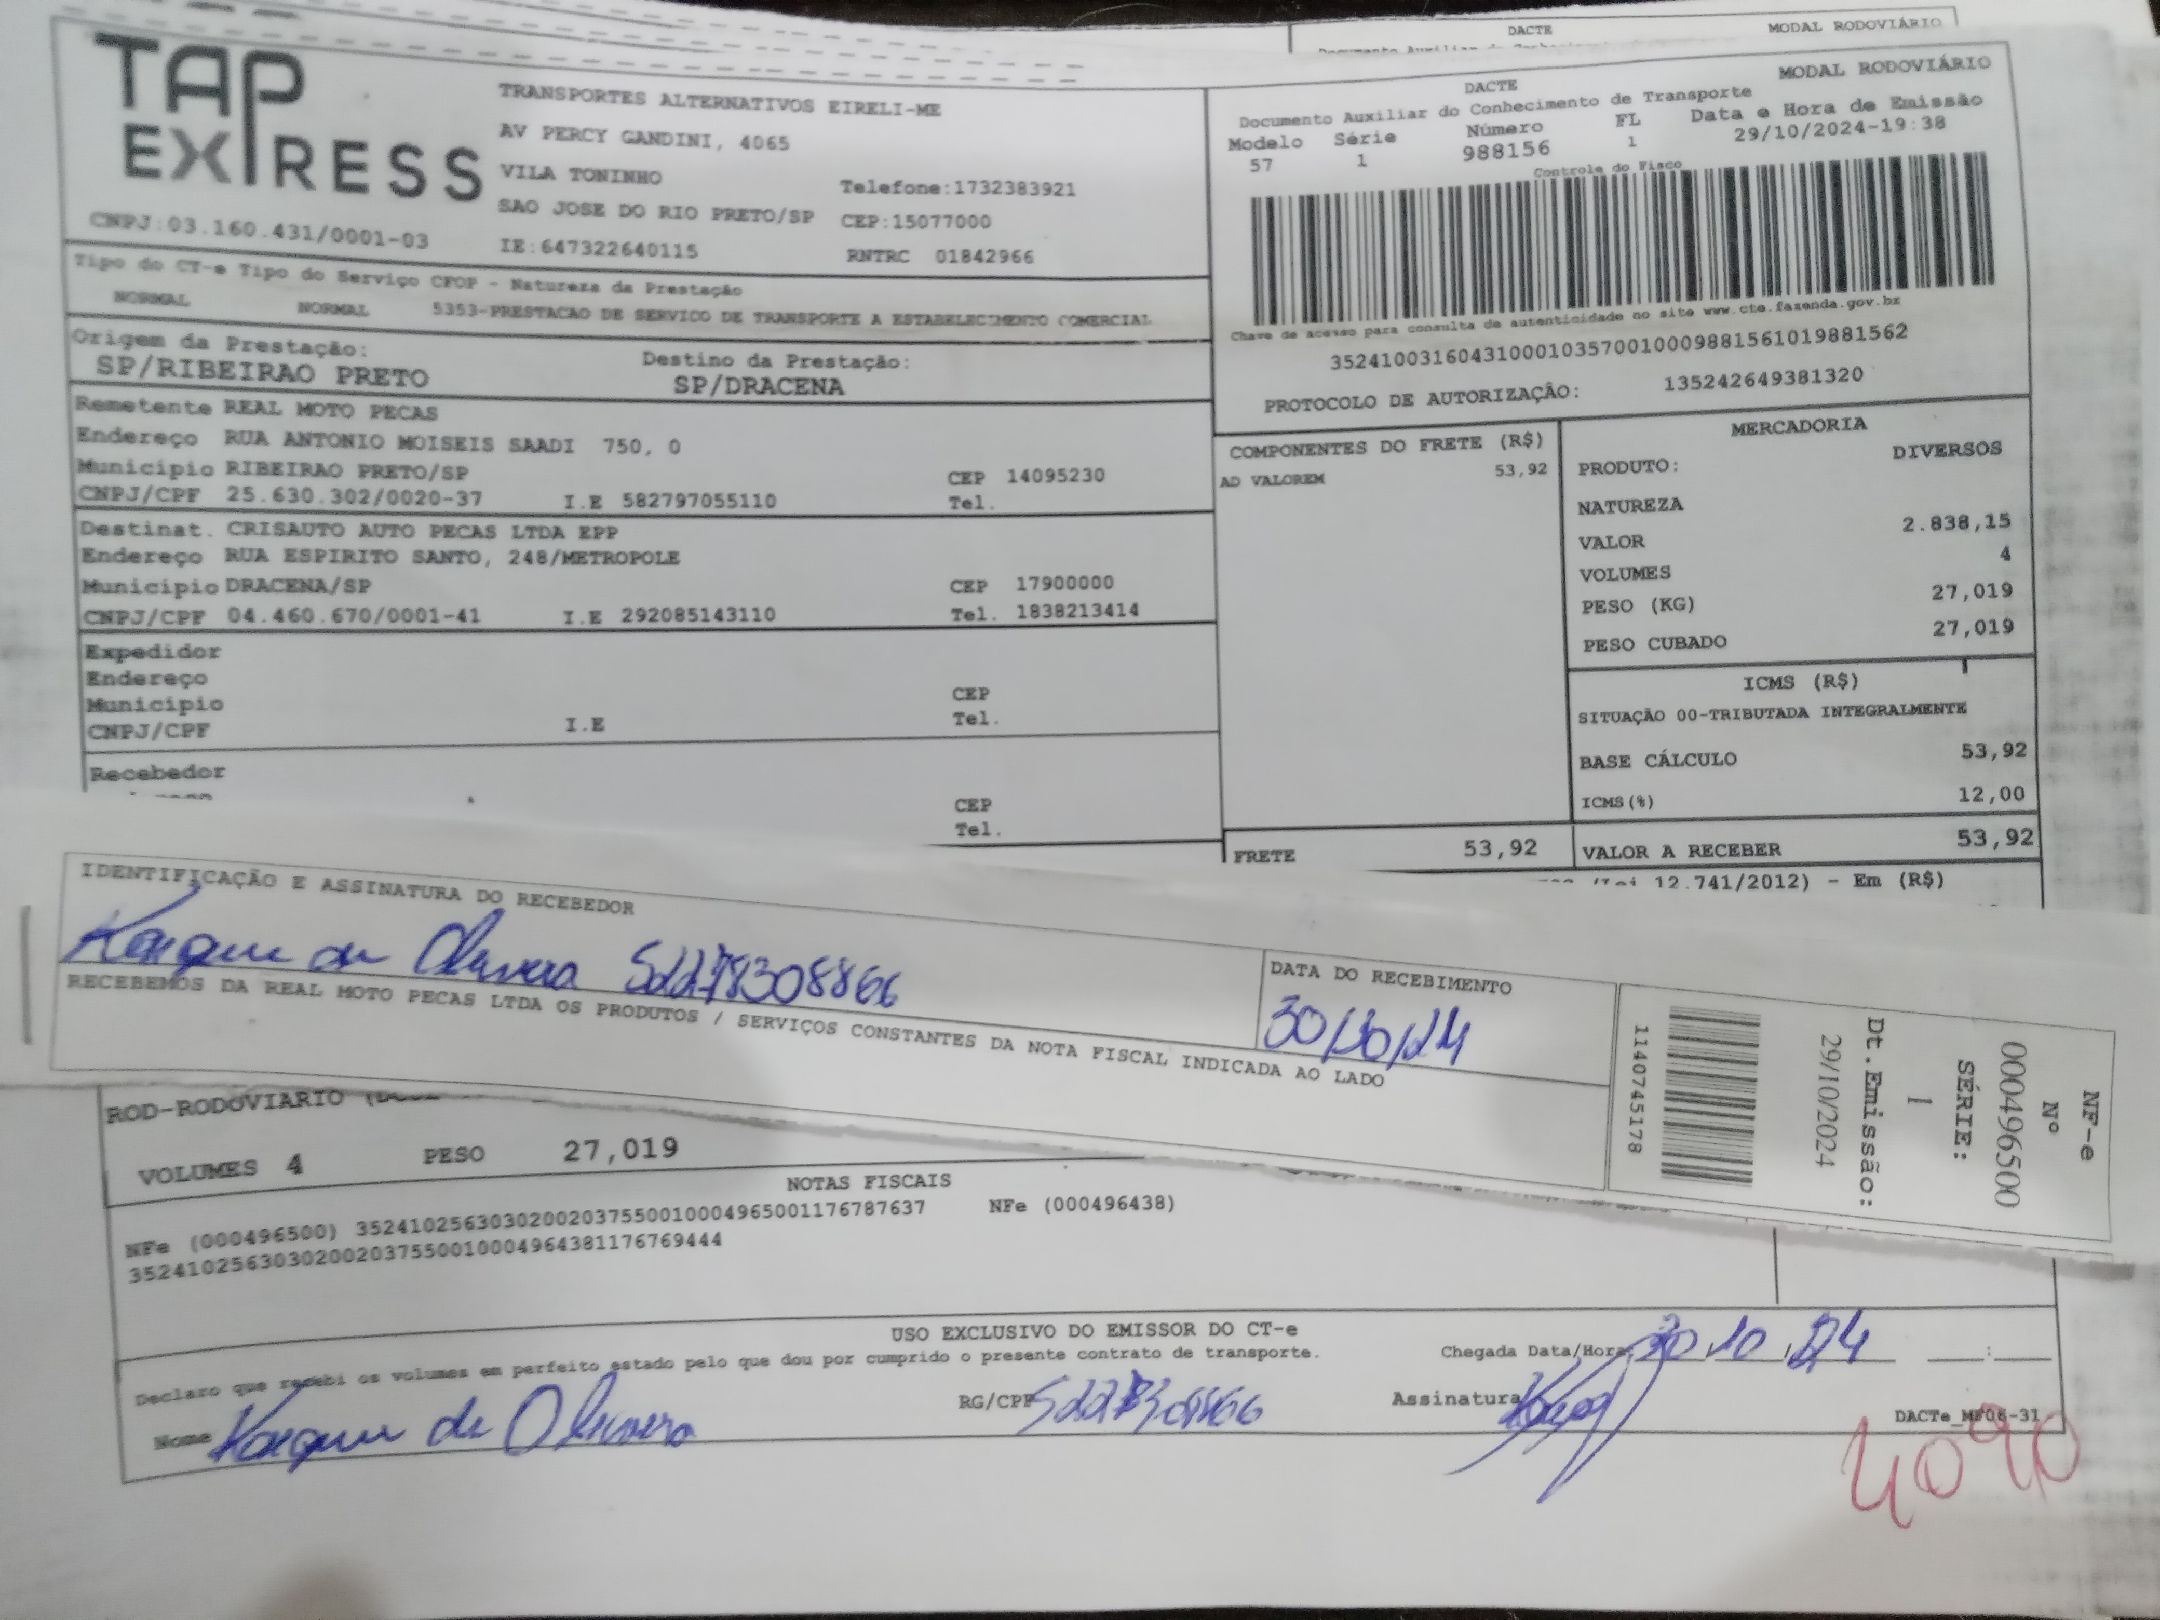 DACTE
MODAL RODOVIÁRIO
TAP EXPRESS
CNPJ:03.160.431/0001-03
TRANSPORTES ALTERNATIVOS EIRELI-ME
AV PERCY GANDINI, 4065
VILA TONINHO
Telefone:1732383921
SAO JOSE DO RIO PRETO/SP CEP:15077000
IE:647322640115 RNTRC 01842966
DACTE MODAL RODOVIÁRIO
Documento Auxiliar do Conhecimento de Transporte
Modelo Série Número FL Data e Hora de Emissão
57 1 988156 1 29/10/2024-19:38
Controle do Fisco
Chave de acesso para consulta de autenticidade no site www.cte.fazenda.gov.br
35241003160431000103570010009881561019881562
PROTOCOLO DE AUTORIZAÇÃO: 135242649381320
Tipo do CT-e Tipo do Serviço CFOP - Natureza da Prestação
NORMAL NORMAL 5353-PRESTACAO DE SERVICO DE TRANSPORTE A ESTABELECIMENTO COMERCIAL
Origem da Prestação: Destino da Prestação:
SP/RIBEIRAO PRETO SP/DRACENA
Remetente REAL MOTO PECAS
Endereço RUA ANTONIO MOISEIS SAADI 750, 0
Município RIBEIRAO PRETO/SP CEP 14095230
CNPJ/CPF 25.630.302/0020-37 I.E 582797055110 Tel.
Destinat. CRISAUTO AUTO PECAS LTDA EPP
Endereço RUA ESPIRITO SANTO, 248/METROPOLE
Município DRACENA/SP CEP 17900000
CNPJ/CPF 04.460.670/0001-41 I.E 292085143110 Tel. 1838213414
Expedidor
Endereço
Município CEP
CNPJ/CPF I.E Tel.
Recebedor
CEP
Tel.
COMPONENTES DO FRETE (R$)
AD VALOREM 53,92
FRETE 53,92
MERCADORIA
PRODUTO: DIVERSOS
NATUREZA
VALOR 2.838,15
VOLUMES 4
PESO (KG) 27,019
PESO CUBADO 27,019
ICMS (R$)
SITUAÇÃO 00-TRIBUTADA INTEGRALMENTE
BASE CÁLCULO 53,92
ICMS(%) 12,00
VALOR A RECEBER 53,92
12.741/2012) - Em (R$)
IDENTIFICAÇÃO E ASSINATURA DO RECEBEDOR
52278308866
DATA DO RECEBIMENTO
30/10/24
RECEBEMOS DA REAL MOTO PECAS LTDA OS PRODUTOS / SERVIÇOS CONSTANTES DA NOTA FISCAL INDICADA AO LADO
1140745178
NF-e
Nº
000496500
SÉRIE:
1
Dt.Emissão:
29/10/2024
ROD-RODOVIARIO
VOLUMES 4 PESO 27,019
NOTAS FISCAIS
NFe (000496500) 35241025630302002037550010004965001176787637 NFe (000496438)
35241025630302002037550010004964381176769444
USO EXCLUSIVO DO EMISSOR DO CT-e
Declaro que recebi os volumes em perfeito estado pelo que dou por cumprido o presente contrato de transporte.
Chegada Data/Hora: 30/10/24 :
Nome de Oliveira RG/CPF 52278308866 Assinatura
DACTe_MF06-31
4090